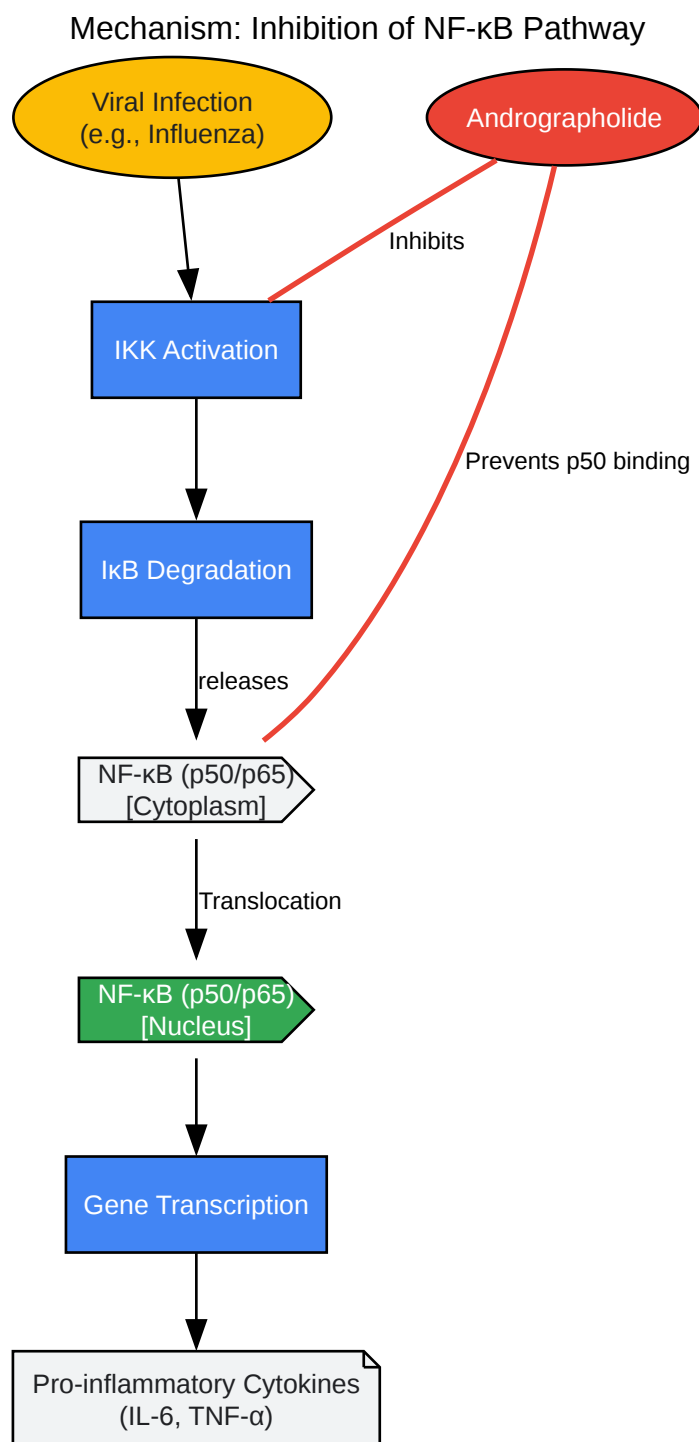 Mechanism: Inhibition of NF-κB Pathway
Viral Infection
(e.g., Influenza)
Andrographolide
Inhibits
IKK Activation
Prevents p50 binding
IκB Degradation
releases
NF-κB (p50/p65)
[Cytoplasm]
Translocation
NF-κB (p50/p65)
[Nucleus]
Gene Transcription
Pro-inflammatory Cytokines
(IL-6, TNF-α)